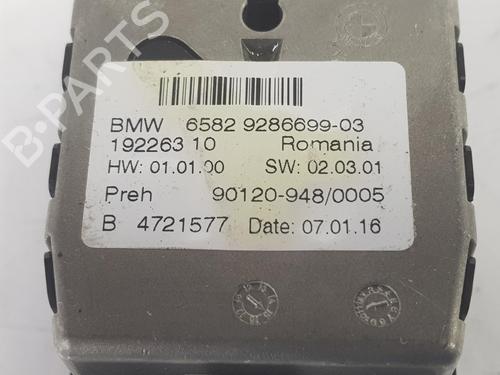 B-PARTS
BMW 6582 9286699-03
192263 10 Romania
HW: 01.01.00 SW: 02.03.01
Preh 90120-948/0005
B 4721577 Date: 07.01.16